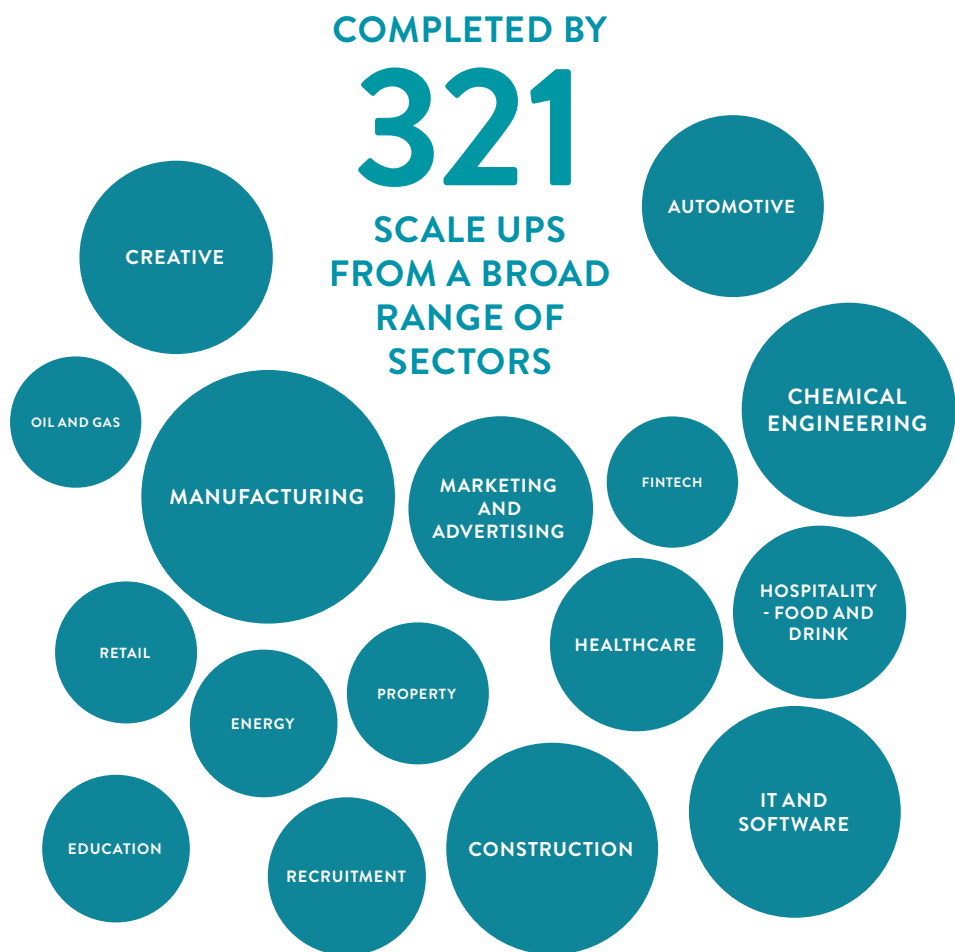 COMPLETED BY
321
SCALE UPS
FROM A BROAD
RANGE OF
SECTORS
AUTOMOTIVE
CREATIVE
CHEMICAL
ENGINEERING
OIL AND GAS
MANUFACTURING
MARKETING
AND
ADVERTISING
FINTECH
HOSPITALITY
- FOOD AND
DRINK
HEALTHCARE
RETAIL
PROPERTY
ENERGY
IT AND
SOFTWARE
EDUCATION
CONSTRUCTION
RECRUITMENT